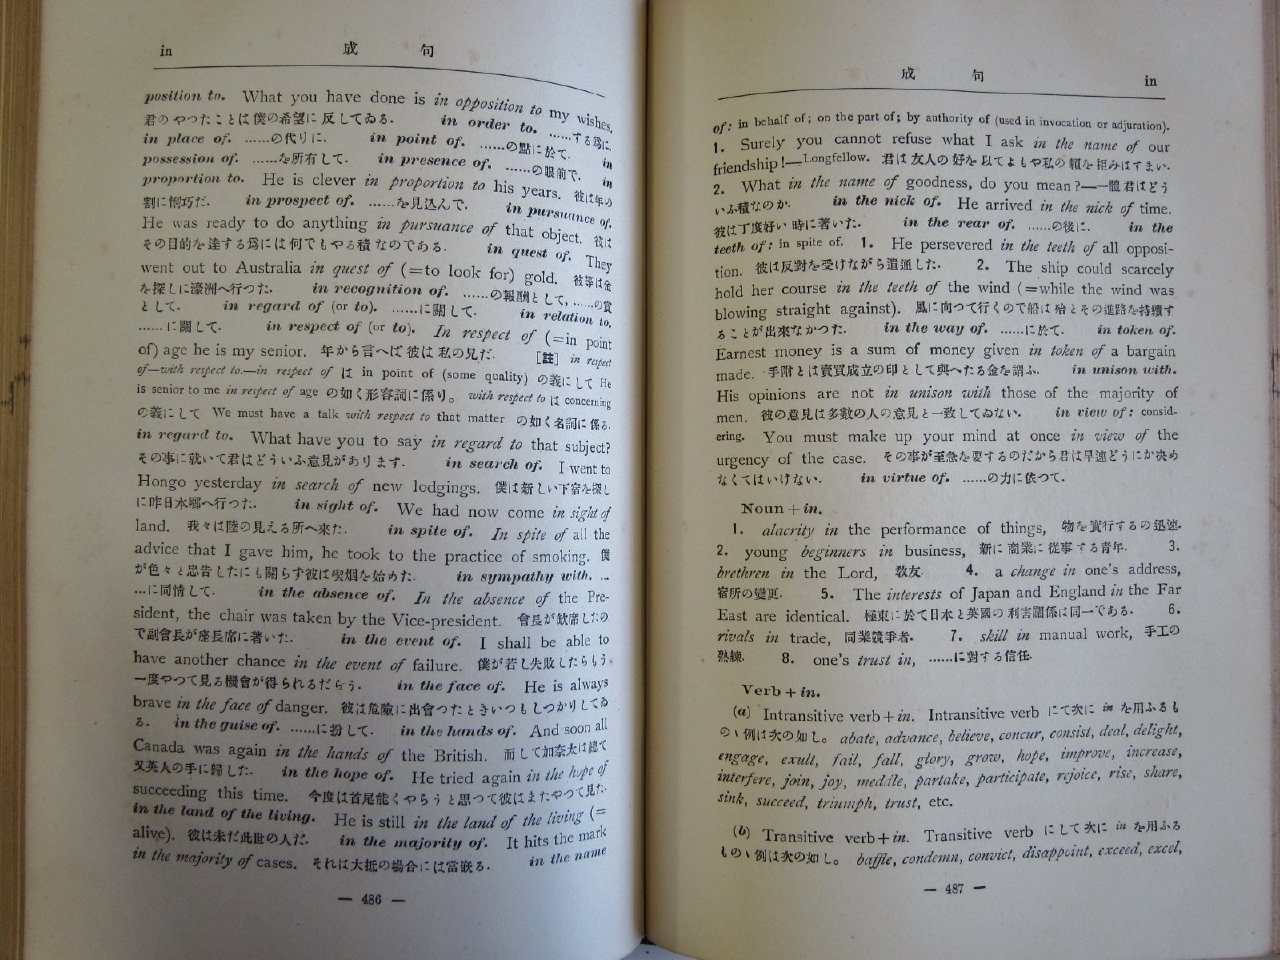 in 成句
position to. What you have done is in opposition to my wishes.
君のやつたことは僕の希望に反してゐる. in order to. ……する爲に.
in place of. ……の代りに. in point of. ……の點に於て. in
possession of. ……を所有して. in presence of. ……の眼前で. in
proportion to. He is clever in proportion to his years. 彼は年の
割に悧巧だ. in prospect of. ……を見込んで. in pursuance of.
He was ready to do anything in pursuance of that object. 彼は
その目的を達する爲には何でもやる積なのである. in quest of. They
went out to Australia in quest of (=to look for) gold. 彼等は金
を探しに濠洲へ行つた. in recognition of. ……の報酬として, ……の賞
として. in regard of (or to). ……に關して. in relation to.
……に關して. in respect of (or to). In respect of (=in point
of) age he is my senior. 年から言へば彼は私の兄だ. [註] in respect
of—with respect to.—in respect of は in point of (some quality) の義にして He
is senior to me in respect of age の如く形容詞に係り。 with respect to は concerning
の義にして We must have a talk with respect to that matter の如く名詞に係る.
in regard to. What have you to say in regard to that subject?
その事に就いて君はどういふ意見があります. in search of. I went to
Hongo yesterday in search of new lodgings. 僕は新しい下宿を探し
に昨日本郷へ行つた. in sight of. We had now come in sight of
land. 我々は陸の見える所へ來た. in spite of. In spite of all the
advice that I gave him, he took to the practice of smoking. 僕
が色々と忠告したにも關らず彼は喫烟を始めた. in sympathy with. …
…に同情して. in the absence of. In the absence of the Pre-
sident, the chair was taken by the Vice-president. 會長が欽席したの
で副會長が座長席に著いた. in the event of. I shall be able to
have another chance in the event of failure. 僕が若し失敗したらもう
一度やつて見る機會が得られるだらう. in the face of. He is always
brave in the face of danger. 彼は危險に出會つたときいつもしつかりしてゐ
る. in the guise of. ……に扮して. in the hands of. And soon all
Canada was again in the hands of the British. 而して加奈太は總て
又英人の手に歸した. in the hope of. He tried again in the hope of
succeeding this time. 今度は首尾能くやらうと思つて彼はまたやつて見た.
in the land of the living. He is still in the land of the living (=
alive). 彼は未だ此世の人だ. in the majority of. It hits the mark
in the majority of cases. それは大抵の場合には當嵌る. in the name
— 486 —
成句 in
of: in behalf of; on the part of; by authority of (used in invocation or adjuration).
1. Surely you cannot refuse what I ask in the name of our
friendship!—Longfellow. 君は友人の好を以てよもや私の頼を拒みはすまい.
2. What in the name of goodness, do you mean?—一體君はどう
いふ積なのか. in the nick of. He arrived in the nick of time.
彼は丁度好い時に著いた. in the rear of. ……の後に. in the
teeth of: in spite of. 1. He persevered in the teeth of all opposi-
tion. 彼は反對を受けながら遣通した. 2. The ship could scarcely
hold her course in the teeth of the wind (=while the wind was
blowing straight against). 風に向つて行くので船は殆とその進路を持續す
ることが出來なかつた. in the way of. ……に於て. in token of.
Earnest money is a sum of money given in token of a bargain
made. 手附とは賣買成立の印として與へたる金を謂ふ. in unison with.
His opinions are not in unison with those of the majority of
men. 彼の意見は多數の人の意見と一致してゐない. in view of: consid-
ering. You must make up your mind at once in view of the
urgency of the case. その事が至急を要するのだから君は早速どうにか決め
なくてはいけない. in virtue of. ……の力に依つて.
Noun + in.
1. alacrity in the performance of things, 物を實行するの迅速.
2. young beginners in business, 新に商業に從事する青年. 3.
brethren in the Lord, 敎友. 4. a change in one's address,
宿所の變更. 5. The interests of Japan and England in the Far
East are identical. 極東に於て日本と英國の利害關係は同一である. 6.
rivals in trade, 同業競爭者. 7. skill in manual work, 手工の
熟練. 8. one's trust in, ……に對する信任.
Verb + in.
(a) Intransitive verb + in. Intransitive verb にて次に in を用ふるも
のヽ例は次の如し。 abate, advance, believe, concur, consist, deal, delight,
engage, exult, fail, fall, glory, grow, hope, improve, increase,
interfere, join, joy, meddle, partake, participate, rejoice, rise, share,
sink, succeed, triumph, trust, etc.
(b) Transitive verb+in. Transitive verb にして次に in を用ふる
ものヽ例は次の如し。 baffle, condemn, convict, disappoint, exceed, excel,
— 487 —